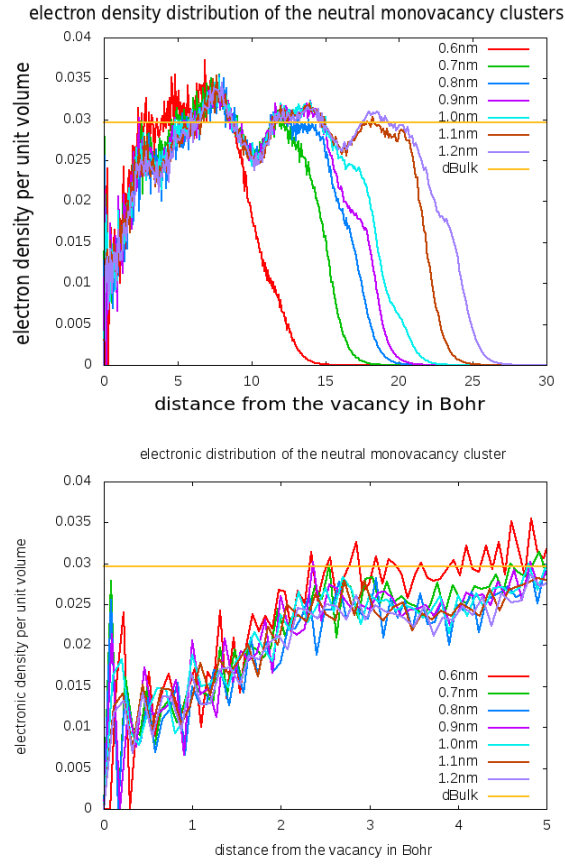 electron density distribution of the neutral monovacancy clusters
0.04
0.035
0.03
0.025
0.02
0.015
0.01
0.005
0
electron density per unit volume
0.6nm
0.7nm
0.8nm
0.9nm
1.0nm
1.1nm
1.2nm
dBulk
0 5 10 15 20 25 30
distance from the vacancy in Bohr
electronic distribution of the neutral monovacancy cluster
0.04
0.035
0.03
0.025
0.02
0.015
0.01
0.005
0
electronic density per unit volume
0.6nm
0.7nm
0.8nm
0.9nm
1.0nm
1.1nm
1.2nm
dBulk
0 1 2 3 4 5
distance from the vacancy in Bohr